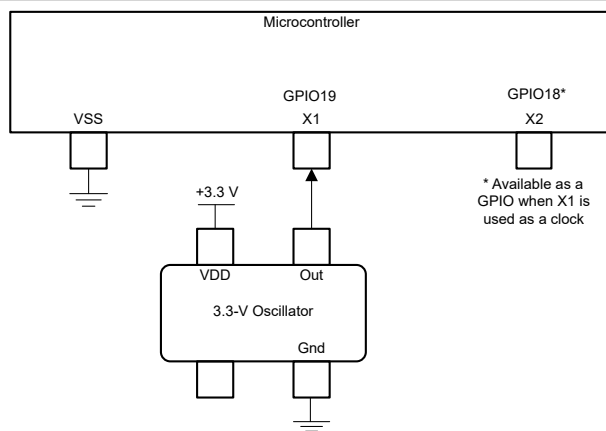 Microcontroller
GPIO19
GPIO18*
VSS
X1
X2
* Available as a
GPIO when X1 is
used as a clock
+3.3 V
VDD
Out
3.3-V Oscillator
Gnd